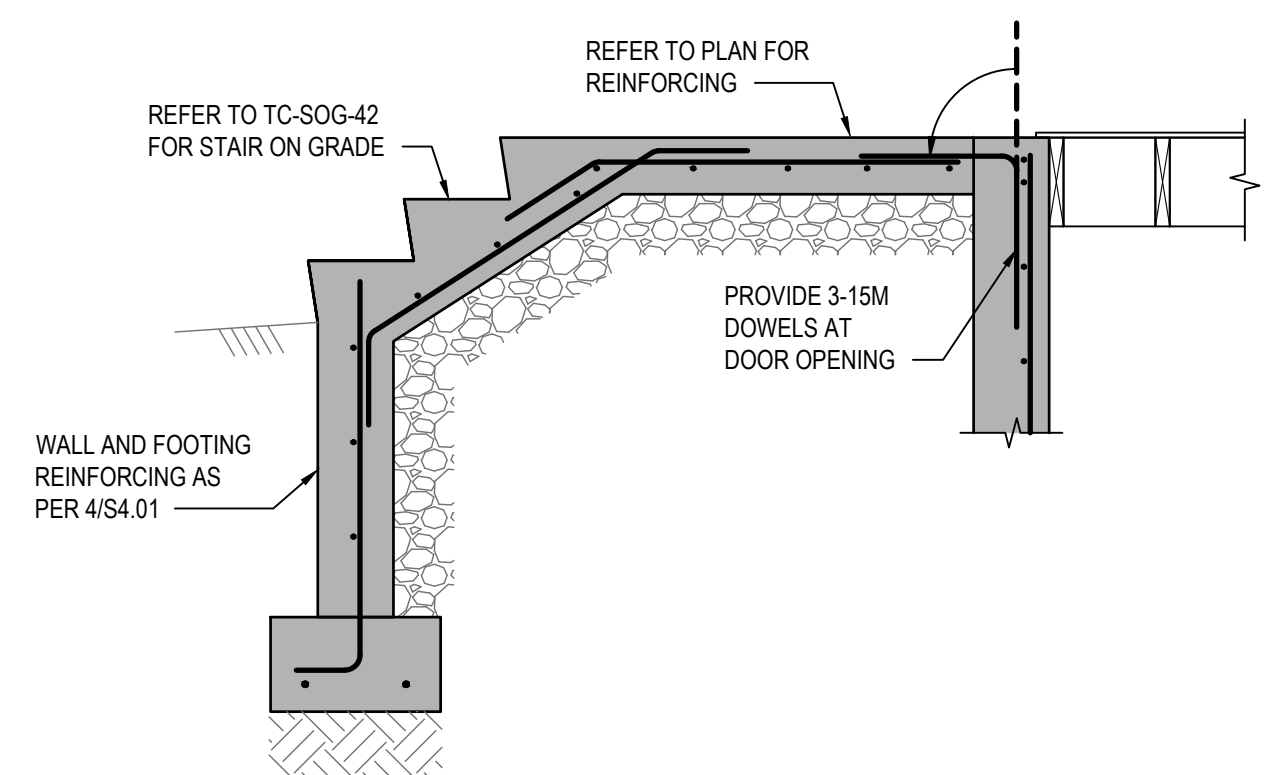 REFER TO PLAN FOR
REINFORCING
REFER TO TC-SOG-42
FOR STAIR ON GRADE
PROVIDE 3-15M
DOWELS AT
DOOR OPENING
WALL AND FOOTING
REINFORCING AS
PER 4/S4.01